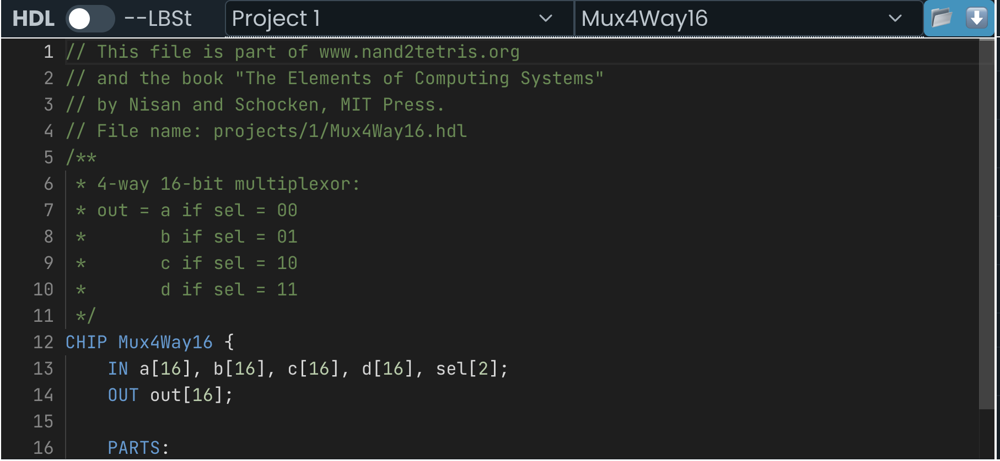 HDL --LBSt Project 1 Mux4Way16
1 // This file is part of www.nand2tetris.org
2 // and the book "The Elements of Computing Systems"
3 // by Nisan and Schocken, MIT Press.
4 // File name: projects/1/Mux4Way16.hdl
5 /**
6  * 4-way 16-bit multiplexor:
7  * out = a if sel = 00
8  *       b if sel = 01
9  *       c if sel = 10
10  *       d if sel = 11
11  */
12 CHIP Mux4Way16 {
13     IN a[16], b[16], c[16], d[16], sel[2];
14     OUT out[16];
15
16     PARTS: